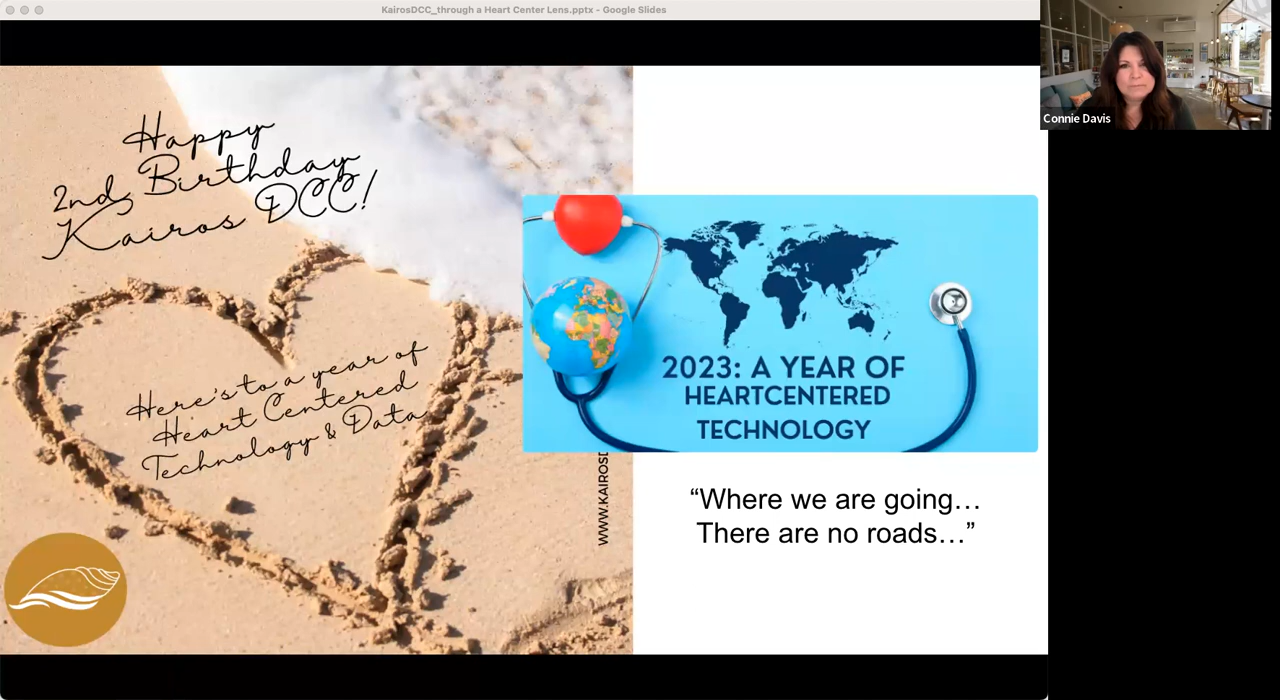 KairosDCC_through a Heart Center Lens.pptx - Google Slides
Happy
2nd Birthday
Kairos DCC!
Here's to a year of
Heart Centered
Technology & Data
WWW.KAIROSD
2023: A YEAR OF
HEARTCENTERED
TECHNOLOGY
“Where we are going…
There are no roads…”
Connie Davis